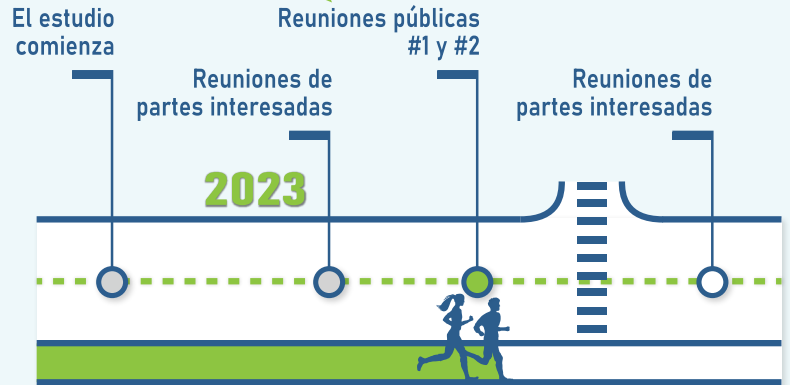 El estudio
comienza
Reuniones de
partes interesadas
Reuniones públicas
#1 y #2
Reuniones de
partes interesadas
2023